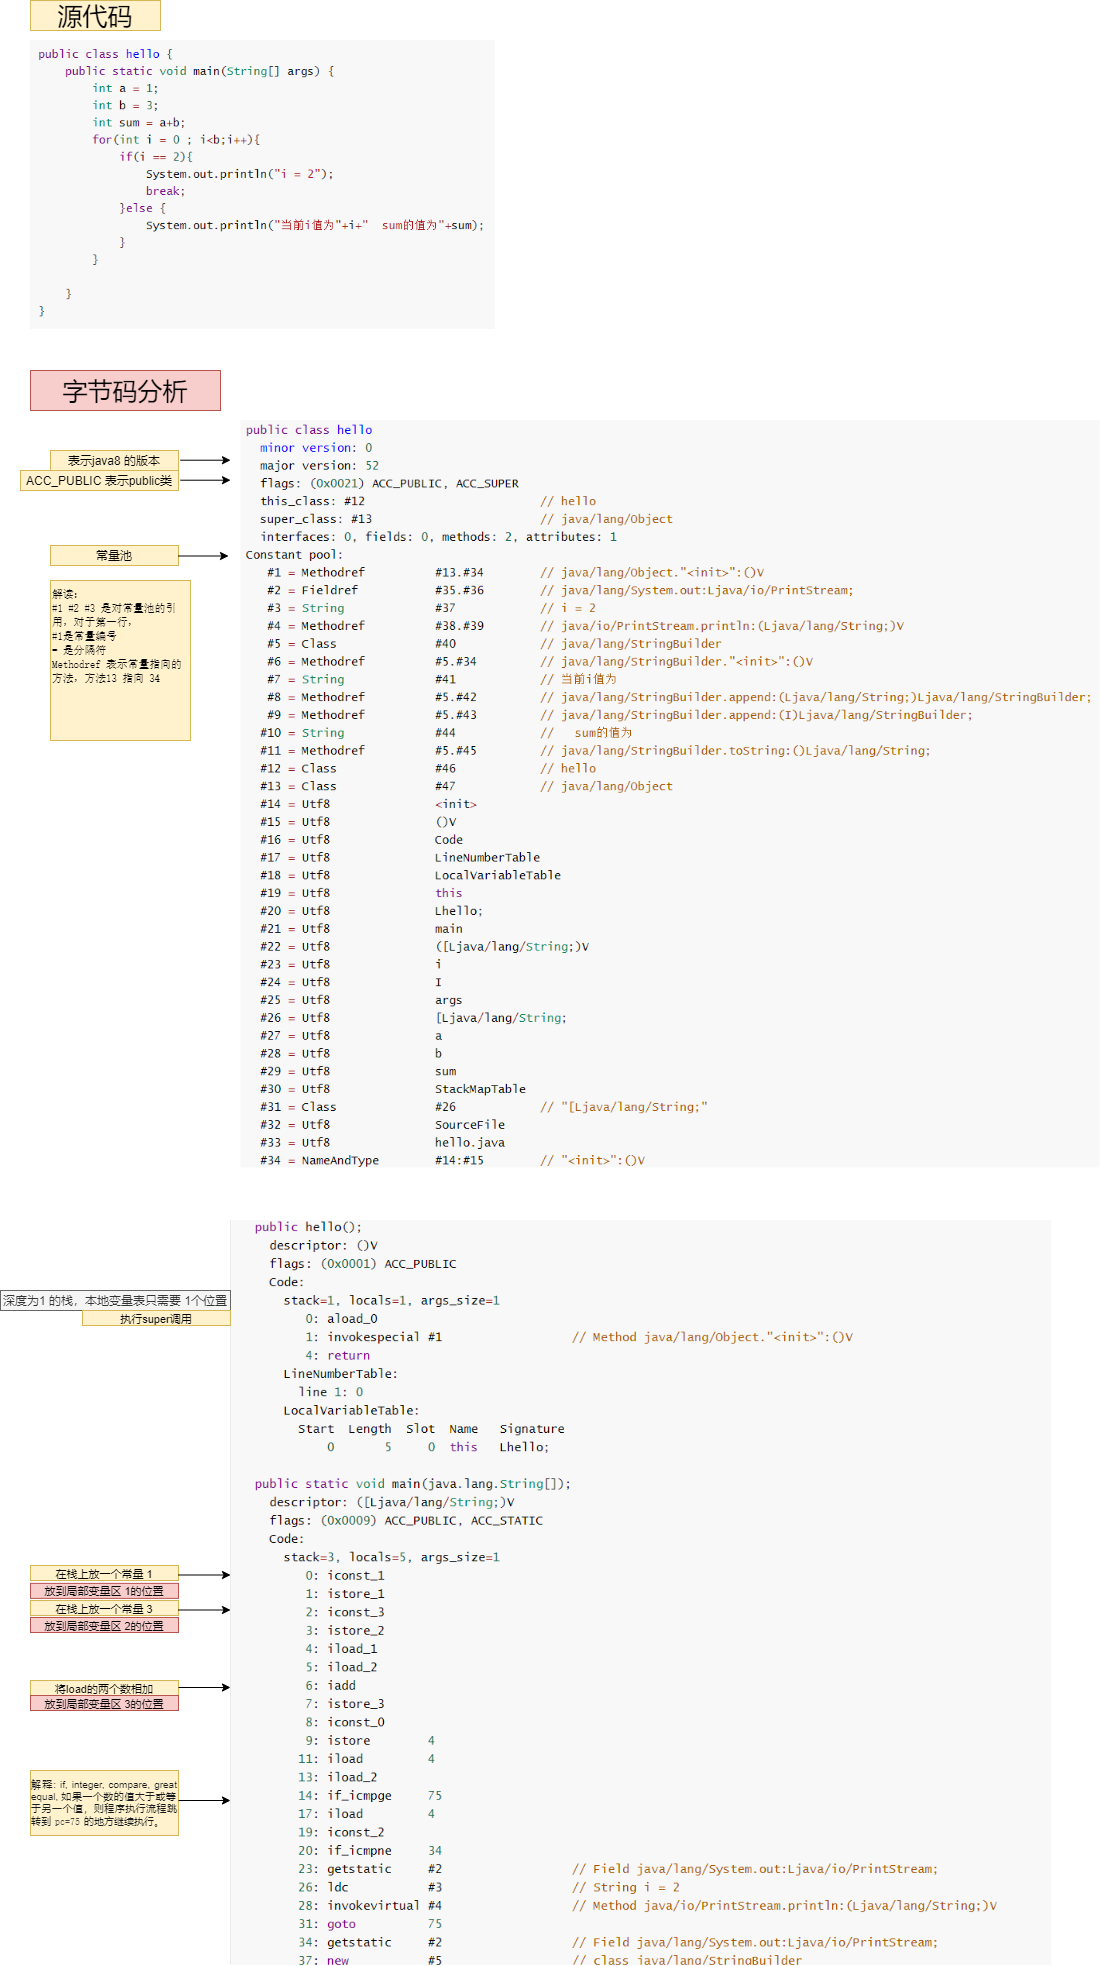 源代码
public class hello {
    public static void main(String[] args) {
        int a = 1;
        int b = 3;
        int sum = a+b;
        for(int i = 0 ; i<b;i++){
            if(i == 2){
                System.out.println("i = 2");
                break;
            }else {
                System.out.println("当前i值为"+i+"  sum的值为"+sum);
            }
        }
    }
}
字节码分析
public class hello
  minor version: 0
表示java8 的版本
  major version: 52
ACC_PUBLIC 表示public类
  flags: (0x0021) ACC_PUBLIC, ACC_SUPER
  this_class: #12                         // hello
  super_class: #13                        // java/lang/Object
  interfaces: 0, fields: 0, methods: 2, attributes: 1
常量池
Constant pool:
解读：
#1 #2 #3 是对常量池的引
用，对于第一行，
#1是常量编号
= 是分隔符
Methodref 表示常量指向的
方法，方法13 指向 34
   #1 = Methodref          #13.#34        // java/lang/Object."<init>":()V
   #2 = Fieldref           #35.#36        // java/lang/System.out:Ljava/io/PrintStream;
   #3 = String             #37            // i = 2
   #4 = Methodref          #38.#39        // java/io/PrintStream.println:(Ljava/lang/String;)V
   #5 = Class              #40            // java/lang/StringBuilder
   #6 = Methodref          #5.#34         // java/lang/StringBuilder."<init>":()V
   #7 = String             #41            // 当前i值为
   #8 = Methodref          #5.#42         // java/lang/StringBuilder.append:(Ljava/lang/String;)Ljava/lang/StringBuilder;
   #9 = Methodref          #5.#43         // java/lang/StringBuilder.append:(I)Ljava/lang/StringBuilder;
  #10 = String             #44            //   sum的值为
  #11 = Methodref          #5.#45         // java/lang/StringBuilder.toString:()Ljava/lang/String;
  #12 = Class              #46            // hello
  #13 = Class              #47            // java/lang/Object
  #14 = Utf8               <init>
  #15 = Utf8               ()V
  #16 = Utf8               Code
  #17 = Utf8               LineNumberTable
  #18 = Utf8               LocalVariableTable
  #19 = Utf8               this
  #20 = Utf8               Lhello;
  #21 = Utf8               main
  #22 = Utf8               ([Ljava/lang/String;)V
  #23 = Utf8               i
  #24 = Utf8               I
  #25 = Utf8               args
  #26 = Utf8               [Ljava/lang/String;
  #27 = Utf8               a
  #28 = Utf8               b
  #29 = Utf8               sum
  #30 = Utf8               StackMapTable
  #31 = Class              #26            // "[Ljava/lang/String;"
  #32 = Utf8               SourceFile
  #33 = Utf8               hello.java
  #34 = NameAndType        #14:#15        // "<init>":()V
public hello();
  descriptor: ()V
  flags: (0x0001) ACC_PUBLIC
  Code:
深度为1 的栈，本地变量表只需要 1个位置
    stack=1, locals=1, args_size=1
执行super调用
       0: aload_0
       1: invokespecial #1                  // Method java/lang/Object."<init>":()V
       4: return
    LineNumberTable:
      line 1: 0
    LocalVariableTable:
      Start  Length  Slot  Name   Signature
          0       5     0  this   Lhello;
public static void main(java.lang.String[]);
  descriptor: ([Ljava/lang/String;)V
  flags: (0x0009) ACC_PUBLIC, ACC_STATIC
  Code:
    stack=3, locals=5, args_size=1
在栈上放一个常量 1
       0: iconst_1
放到局部变量区 1的位置
       1: istore_1
在栈上放一个常量 3
       2: iconst_3
放到局部变量区 2的位置
       3: istore_2
       4: iload_1
       5: iload_2
将load的两个数相加
       6: iadd
放到局部变量区 3的位置
       7: istore_3
       8: iconst_0
       9: istore        4
      11: iload         4
      13: iload_2
解释: if, integer, compare, great
equal, 如果一个数的值大于或等
于另一个值，则程序执行流程跳
转到 pc=75 的地方继续执行。
      14: if_icmpge     75
      17: iload         4
      19: iconst_2
      20: if_icmpne     34
      23: getstatic     #2                  // Field java/lang/System.out:Ljava/io/PrintStream;
      26: ldc           #3                  // String i = 2
      28: invokevirtual #4                  // Method java/io/PrintStream.println:(Ljava/lang/String;)V
      31: goto          75
      34: getstatic     #2                  // Field java/lang/System.out:Ljava/io/PrintStream;
      37: new           #5                  // class java/lang/StringBuilder